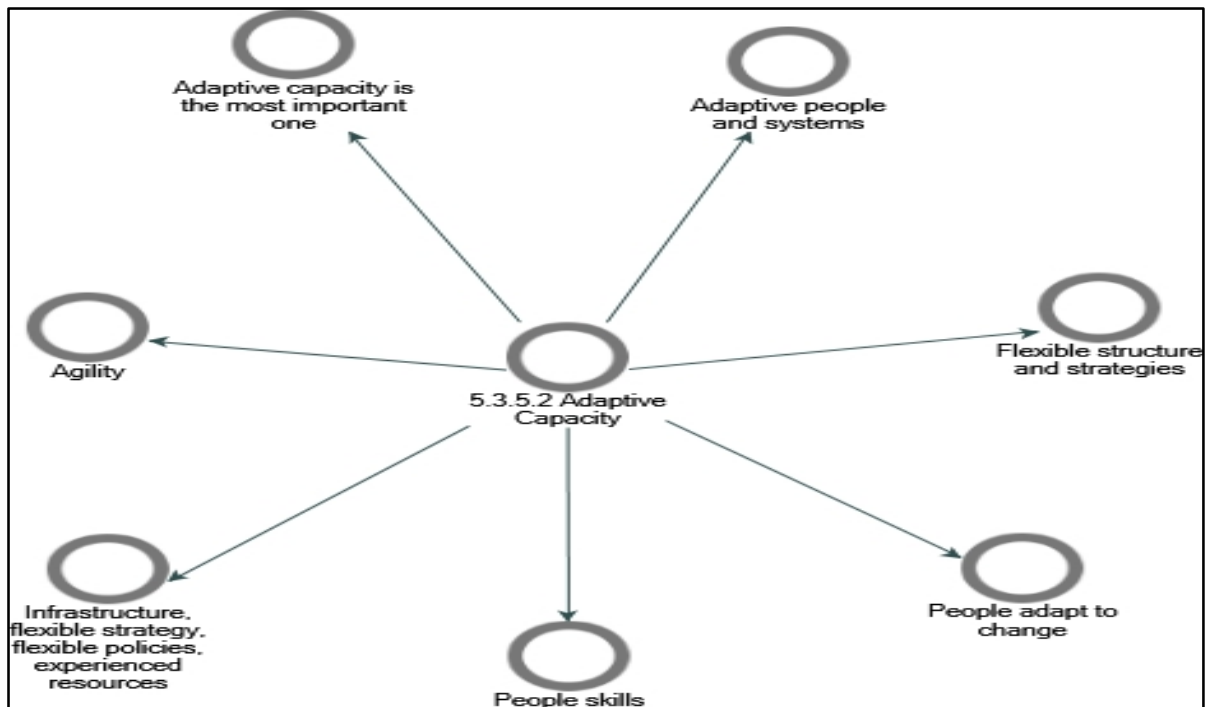 Adaptive capacity is
the most important
one
Adaptive people
and systems
Agility
Flexible structure
and strategies
5.3.5.2 Adaptive
Capacity
Infrastructure,
flexible strategy,
flexible policies,
experienced
resources
People skills
People adapt to
change